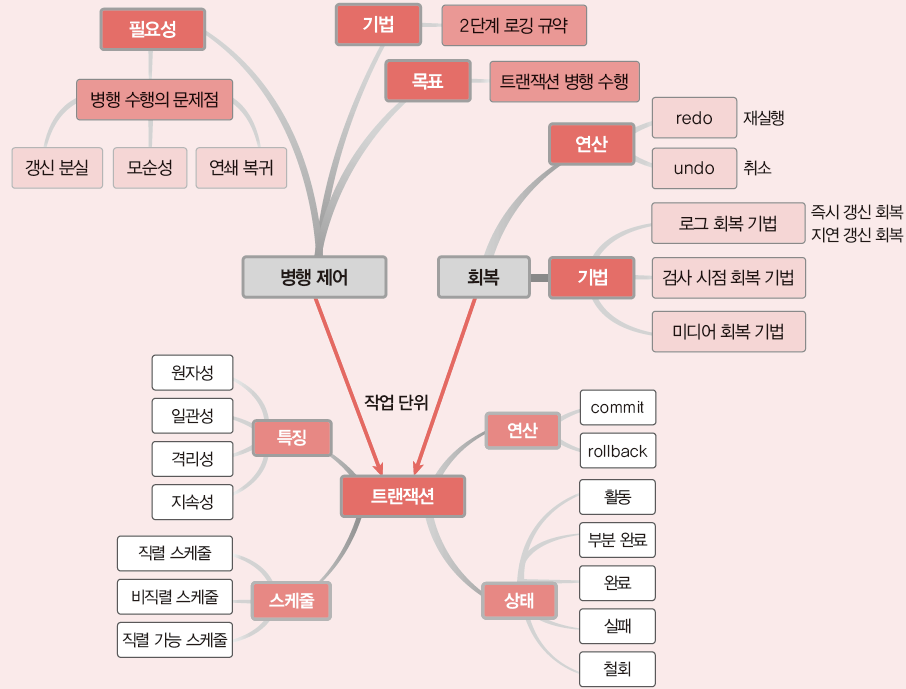 필요성
병행 수행의 문제점
갱신 분실
모순성
연쇄 복귀
기법
2단계 로깅 규약
목표
트랜잭션 병행 수행
연산
redo
재실행
undo
취소
병행 제어
회복
기법
로그 회복 기법
즉시 갱신 회복
지연 갱신 회복
검사 시점 회복 기법
미디어 회복 기법
작업 단위
트랜잭션
특징
원자성
일관성
격리성
지속성
스케줄
직렬 스케줄
비직렬 스케줄
직렬 가능 스케줄
연산
commit
rollback
상태
활동
부분 완료
완료
실패
철회